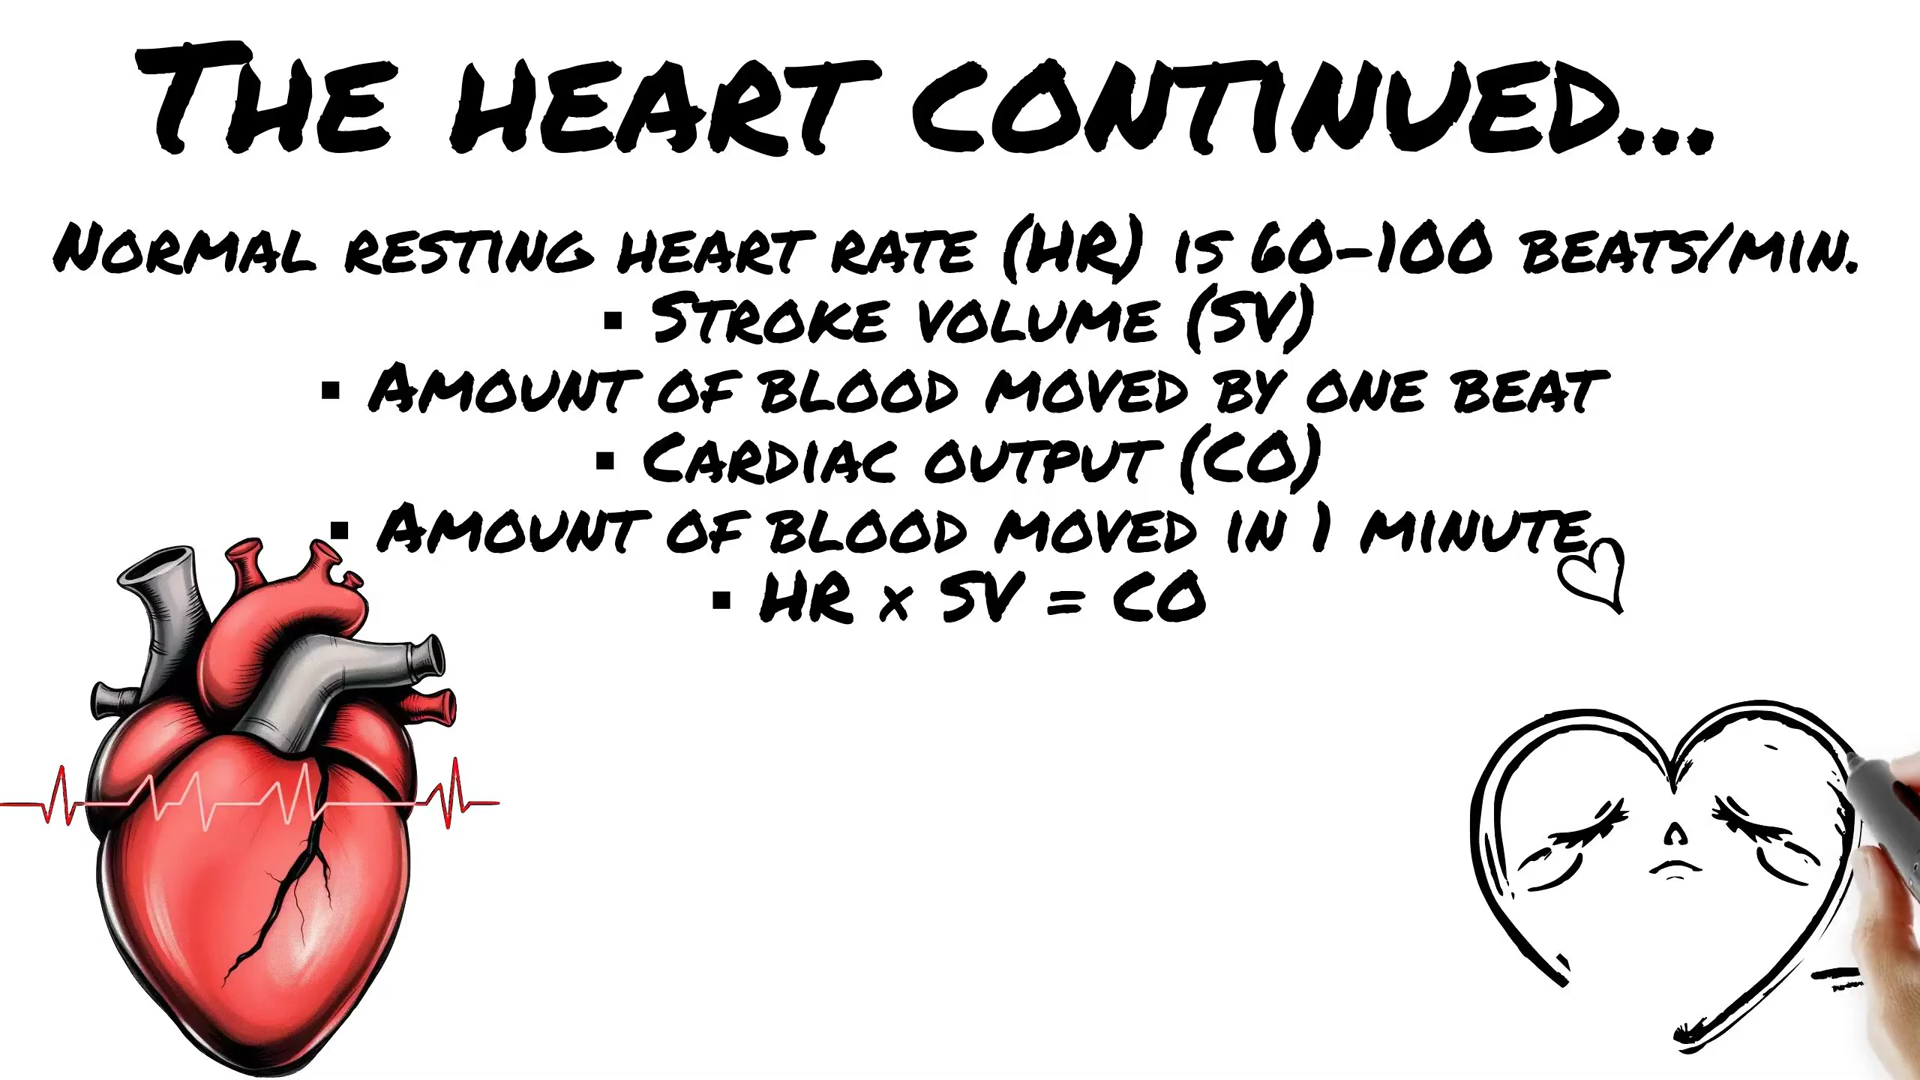 The heart continued...
Normal resting heart rate (HR) is 60-100 beats/min.
▪ Stroke volume (SV)
▪ Amount of blood moved by one beat
▪ Cardiac output (CO)
▪ Amount of blood moved in 1 minute
▪ HR x SV = CO